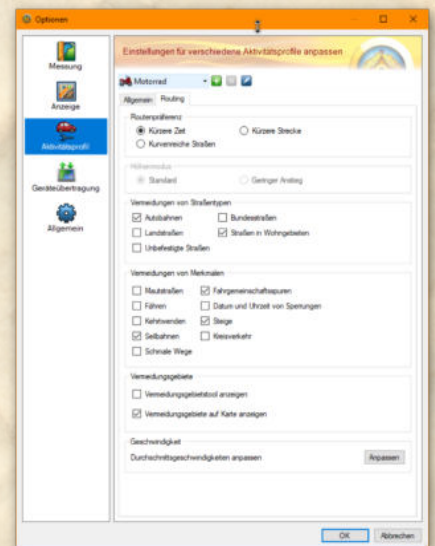 Optionen
Einstellungen für verschiedene Aktivitätsprofile anpassen
Messung
Anzeige
Aktivitätsprofil
Geräteübertragung
Allgemein
Motorrad
Allgemein Routing
Routenpräferenz
Kürzere Zeit Kürzere Strecke
Kurvenreiche Straßen
Höhenmodus
Standard Geringer Anstieg
Vermeidungen von Straßentypen
Autobahnen Bundesstraßen
Landstraßen Straßen in Wohngebieten
Unbefestigte Straßen
Vermeidungen von Merkmalen
Mautstraßen Fahrgemeinschaftsspuren
Fähren Datum und Uhrzeit von Sperrungen
Kehrtwenden Steige
Seilbahnen Kreisverkehr
Schmale Wege
Vermeidungsgebiete
Vermeidungsgebietstool anzeigen
Vermeidungsgebiete auf Karte anzeigen
Geschwindigkeit
Durchschnittsgeschwindigkeiten anpassen Anpassen
OK Abbrechen